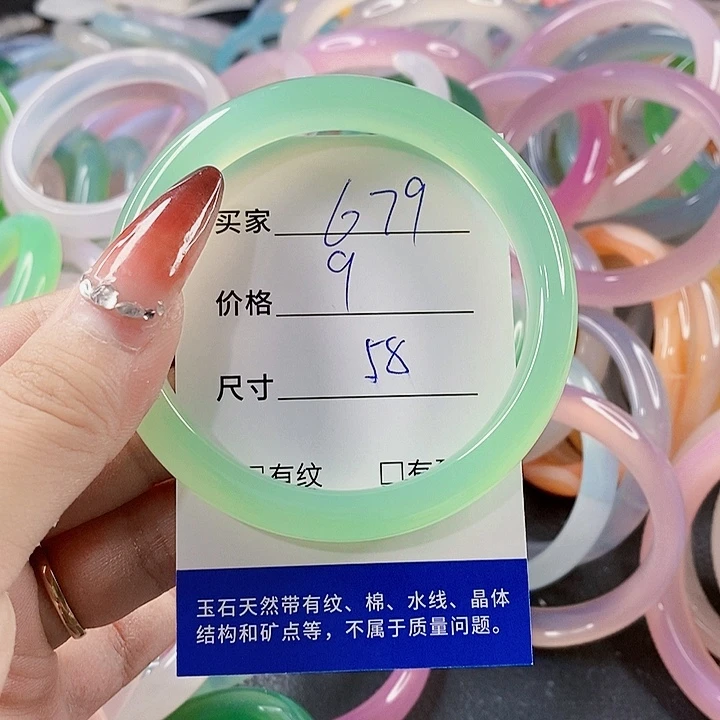 买家 679
价格 9
尺寸 58
□有纹 □有
玉石天然带有纹、棉、水线、晶体
结构和矿点等，不属于质量问题。